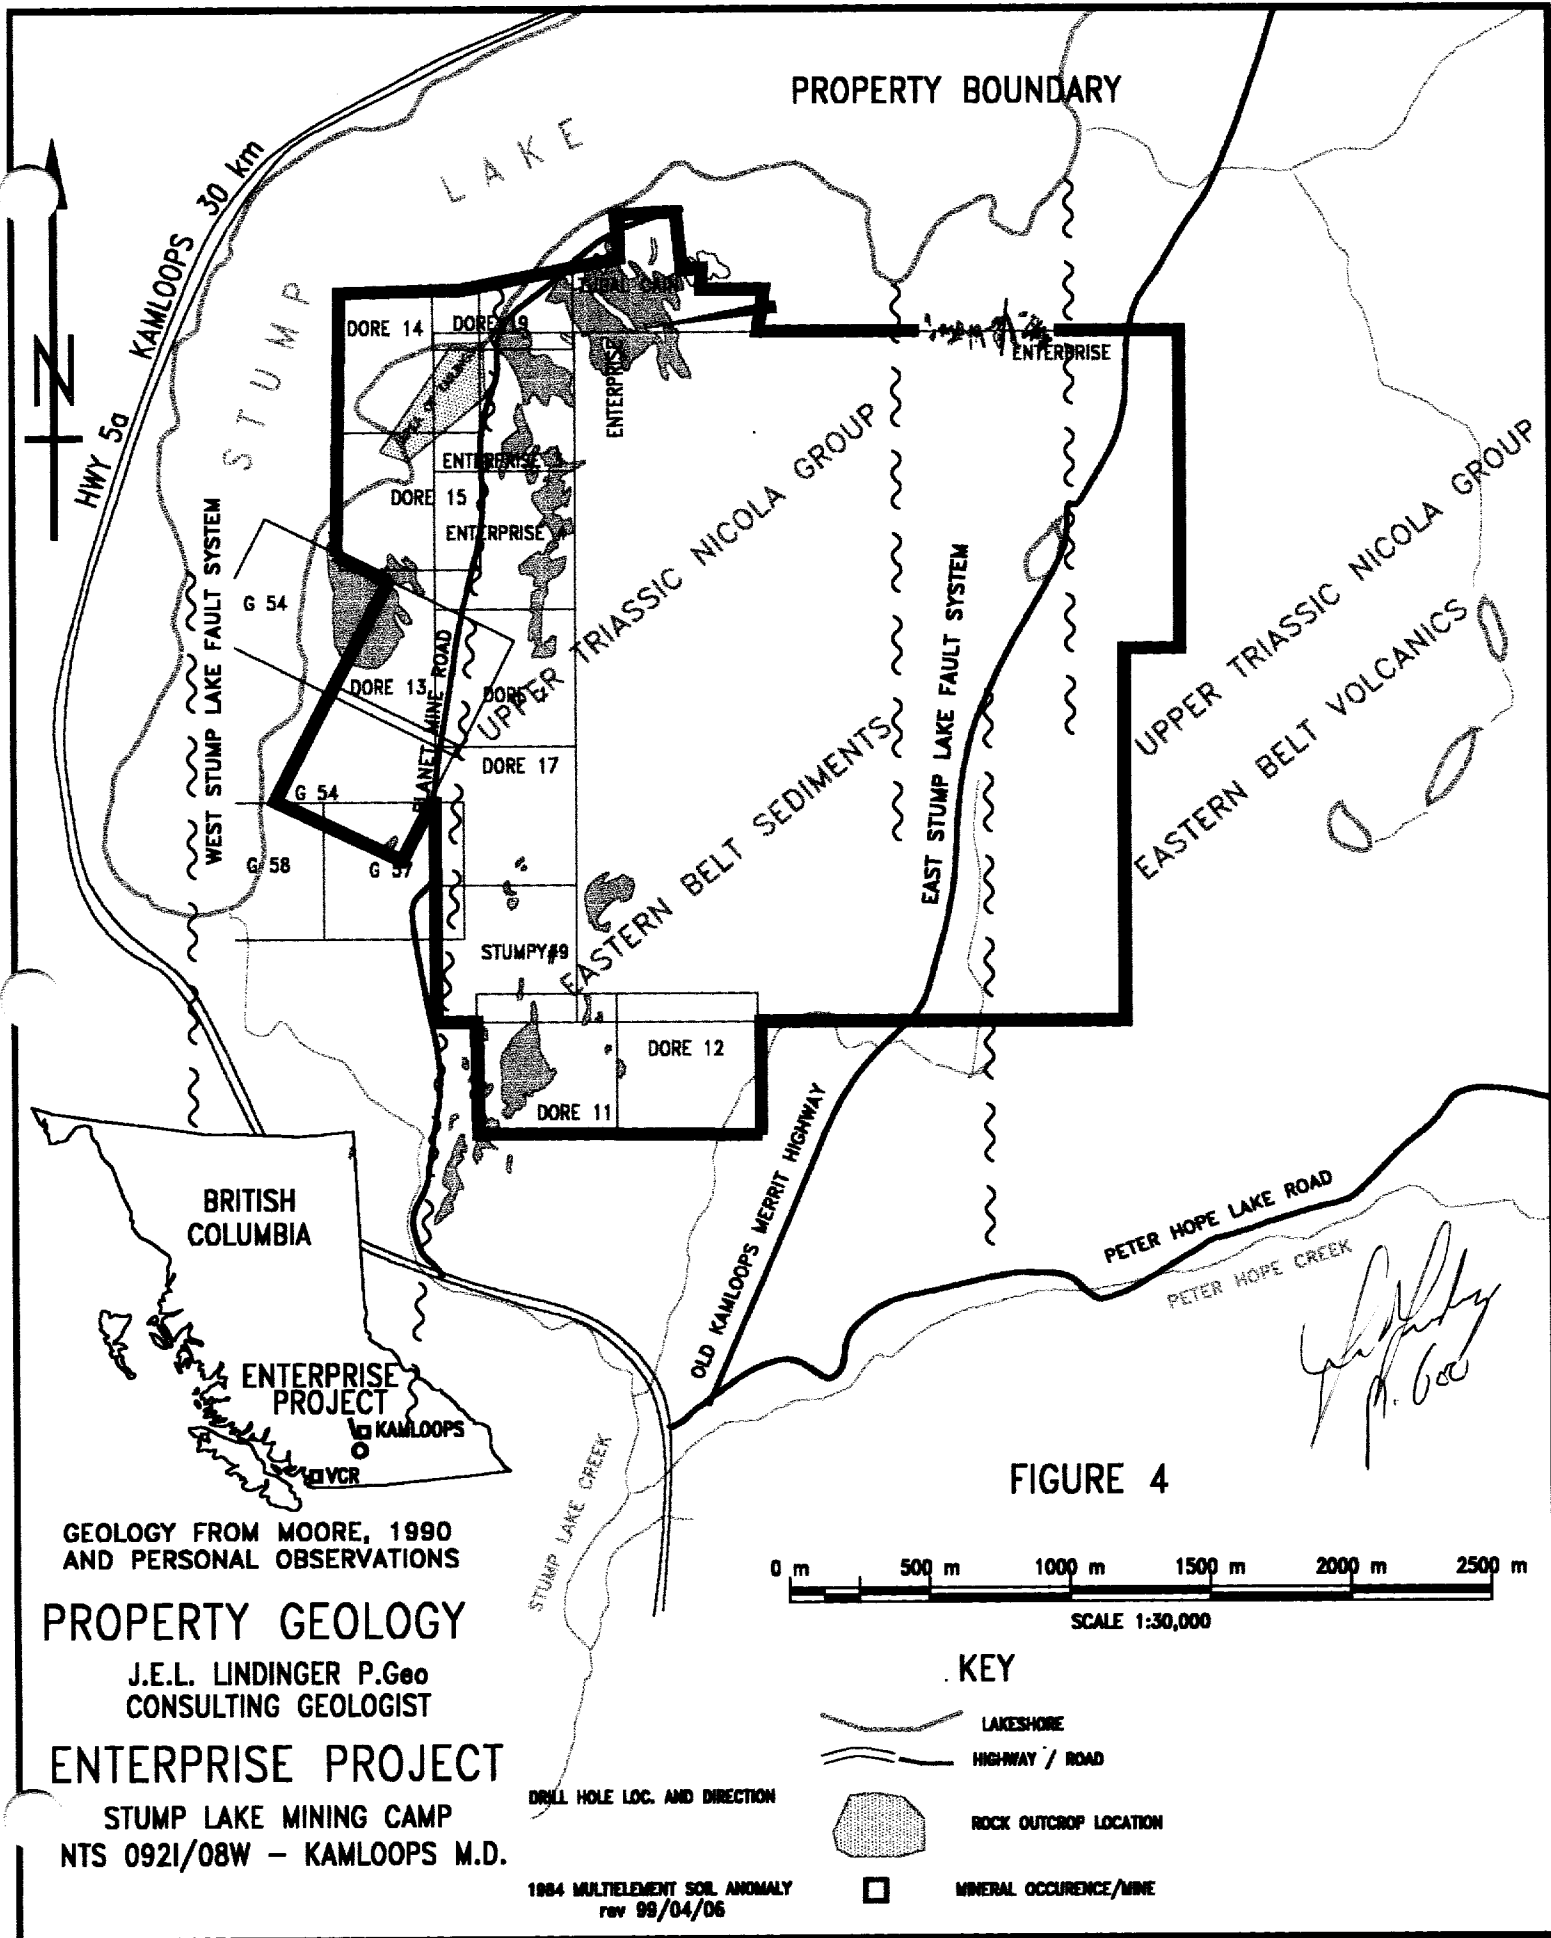 PROPERTY BOUNDARY
LAKE
STUMP
KAMLOOPS 30 km
HWY 5a
N
TUBAL CAIN
DORE 14
DORE 19
ENTERPRISE
ENTERPRISE
ENTERPRISE
DORE 15
ENTERPRISE
G 54
WEST STUMP LAKE FAULT SYSTEM
DORE 13
PLANET MINE ROAD
DORE
UPPER TRIASSIC NICOLA GROUP
EASTERN BELT SEDIMENTS
EAST STUMP LAKE FAULT SYSTEM
UPPER TRIASSIC NICOLA GROUP
EASTERN BELT VOLCANICS
DORE 17
G 54
G 58
G 57
STUMPY#9
DORE 12
DORE 11
OLD KAMLOOPS MERRIT HIGHWAY
PETER HOPE LAKE ROAD
PETER HOPE CREEK
STUMP LAKE CREEK
BRITISH
COLUMBIA
ENTERPRISE
PROJECT
KAMLOOPS
VCR
P. Geo
GEOLOGY FROM MOORE, 1990
AND PERSONAL OBSERVATIONS
PROPERTY GEOLOGY
J.E.L. LINDINGER P.Geo
CONSULTING GEOLOGIST
ENTERPRISE PROJECT
STUMP LAKE MINING CAMP
NTS 092I/08W – KAMLOOPS M.D.
FIGURE 4
0 m 500 m 1000 m 1500 m 2000 m 2500 m
SCALE 1:30,000
KEY
LAKESHORE
HIGHWAY / ROAD
DRILL HOLE LOC. AND DIRECTION
ROCK OUTCROP LOCATION
1984 MULTIELEMENT SOIL ANOMALY
MINERAL OCCURENCE/MINE
rev 99/04/06